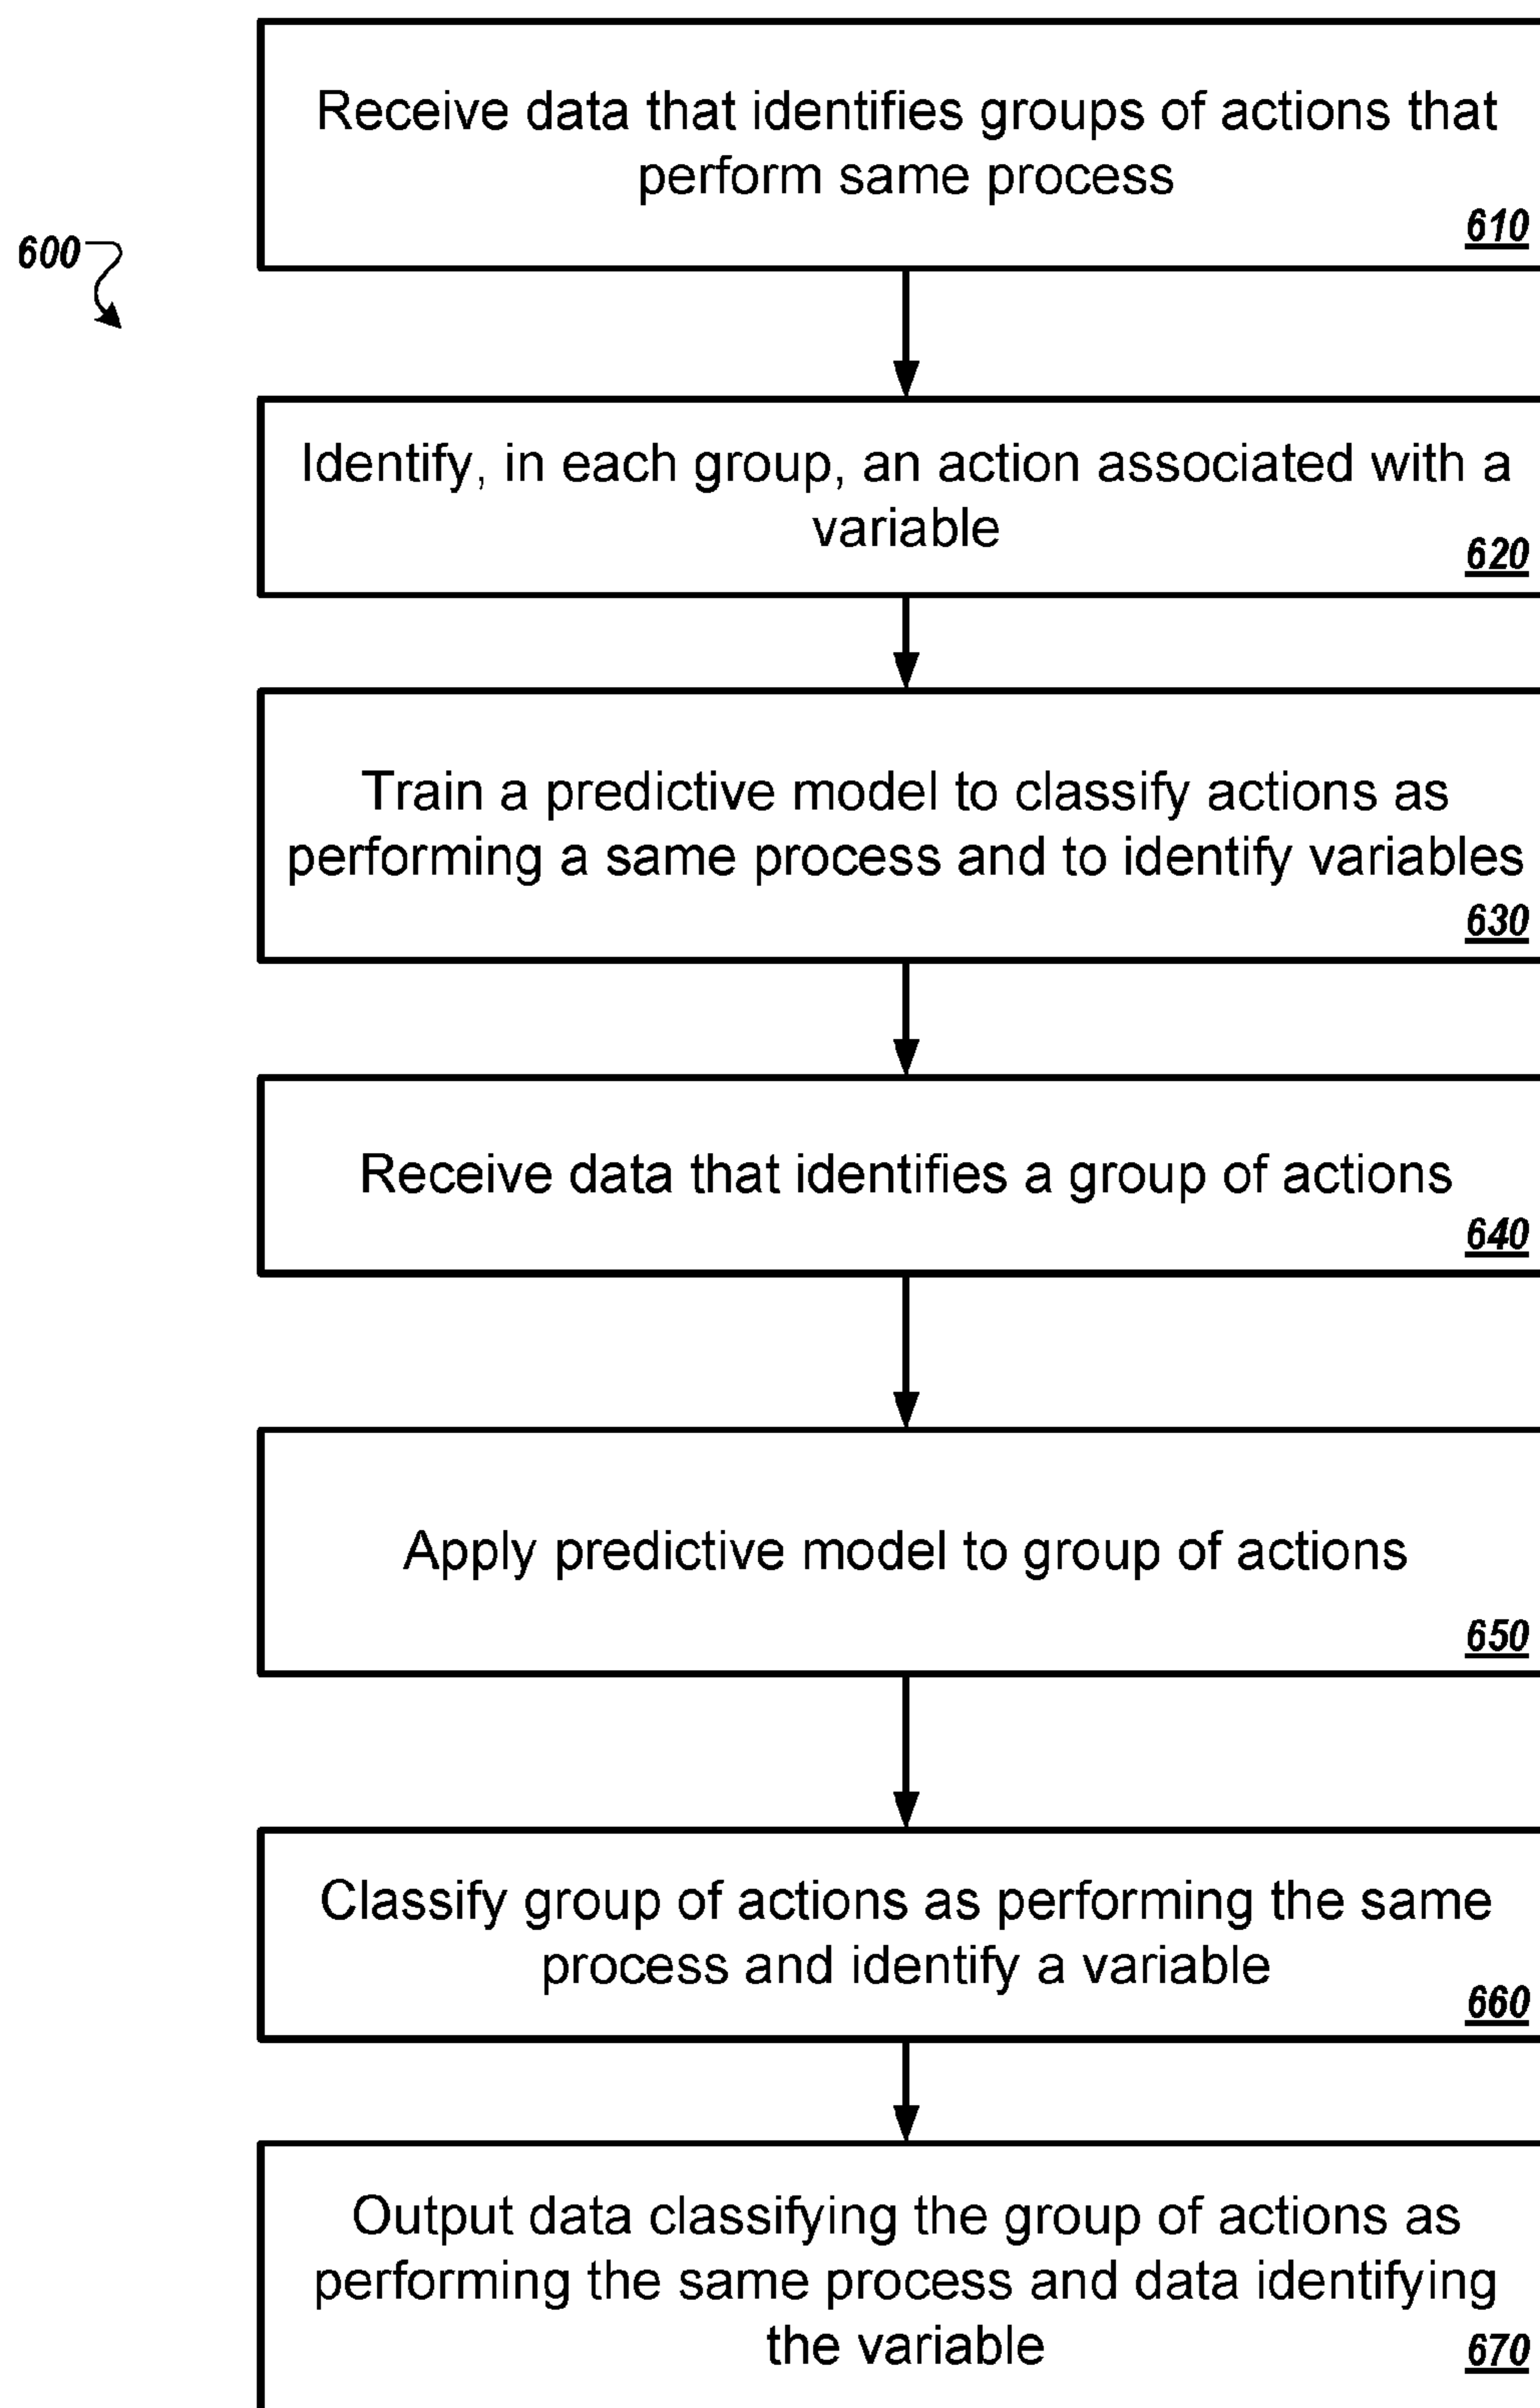 Receive data that identifies groups of actions that
perform same process
610
600
Identify, in each group, an action associated with a
variable
620
Train a predictive model to classify actions as
performing a same process and to identify variables
630
Receive data that identifies a group of actions
640
Apply predictive model to group of actions
650
Classify group of actions as performing the same
process and identify a variable
660
Output data classifying the group of actions as
performing the same process and data identifying
the variable
670